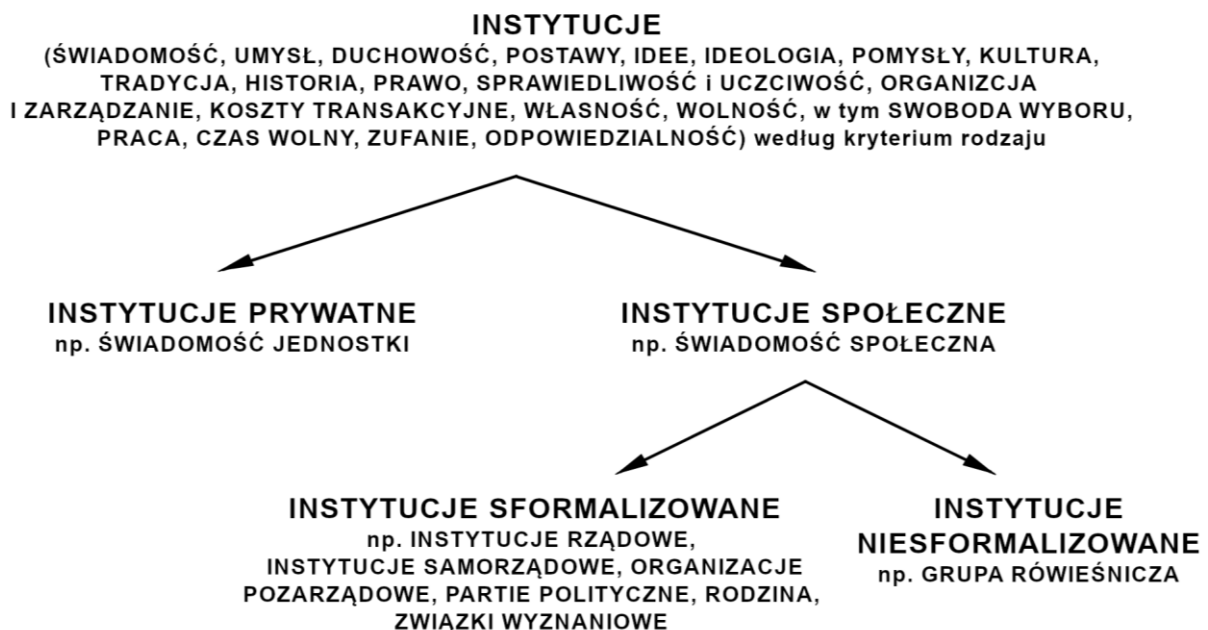 INSTYTUCJE
(ŚWIADOMOŚĆ, UMYSŁ, DUCHOWOŚĆ, POSTAWY, IDEE, IDEOLOGIA, POMYSŁY, KULTURA,
TRADYCJA, HISTORIA, PRAWO, SPRAWIEDLIWOŚĆ i UCZCIWOŚĆ, ORGANIZCJA
I ZARZĄDZANIE, KOSZTY TRANSAKCYJNE, WŁASNOŚĆ, WOLNOŚĆ, w tym SWOBODA WYBORU,
PRACA, CZAS WOLNY, ZUFANIE, ODPOWIEDZIALNOŚĆ) według kryterium rodzaju
INSTYTUCJE PRYWATNE
np. ŚWIADOMOŚĆ JEDNOSTKI
INSTYTUCJE SPOŁECZNE
np. ŚWIADOMOŚĆ SPOŁECZNA
INSTYTUCJE SFORMALIZOWANE
np. INSTYTUCJE RZĄDOWE,
INSTYTUCJE SAMORZĄDOWE, ORGANIZACJE
POZARZĄDOWE, PARTIE POLITYCZNE, RODZINA,
ZWIĄZKI WYZNANIOWE
INSTYTUCJE
NIESFORMALIZOWANE
np. GRUPA RÓWIEŚNICZA